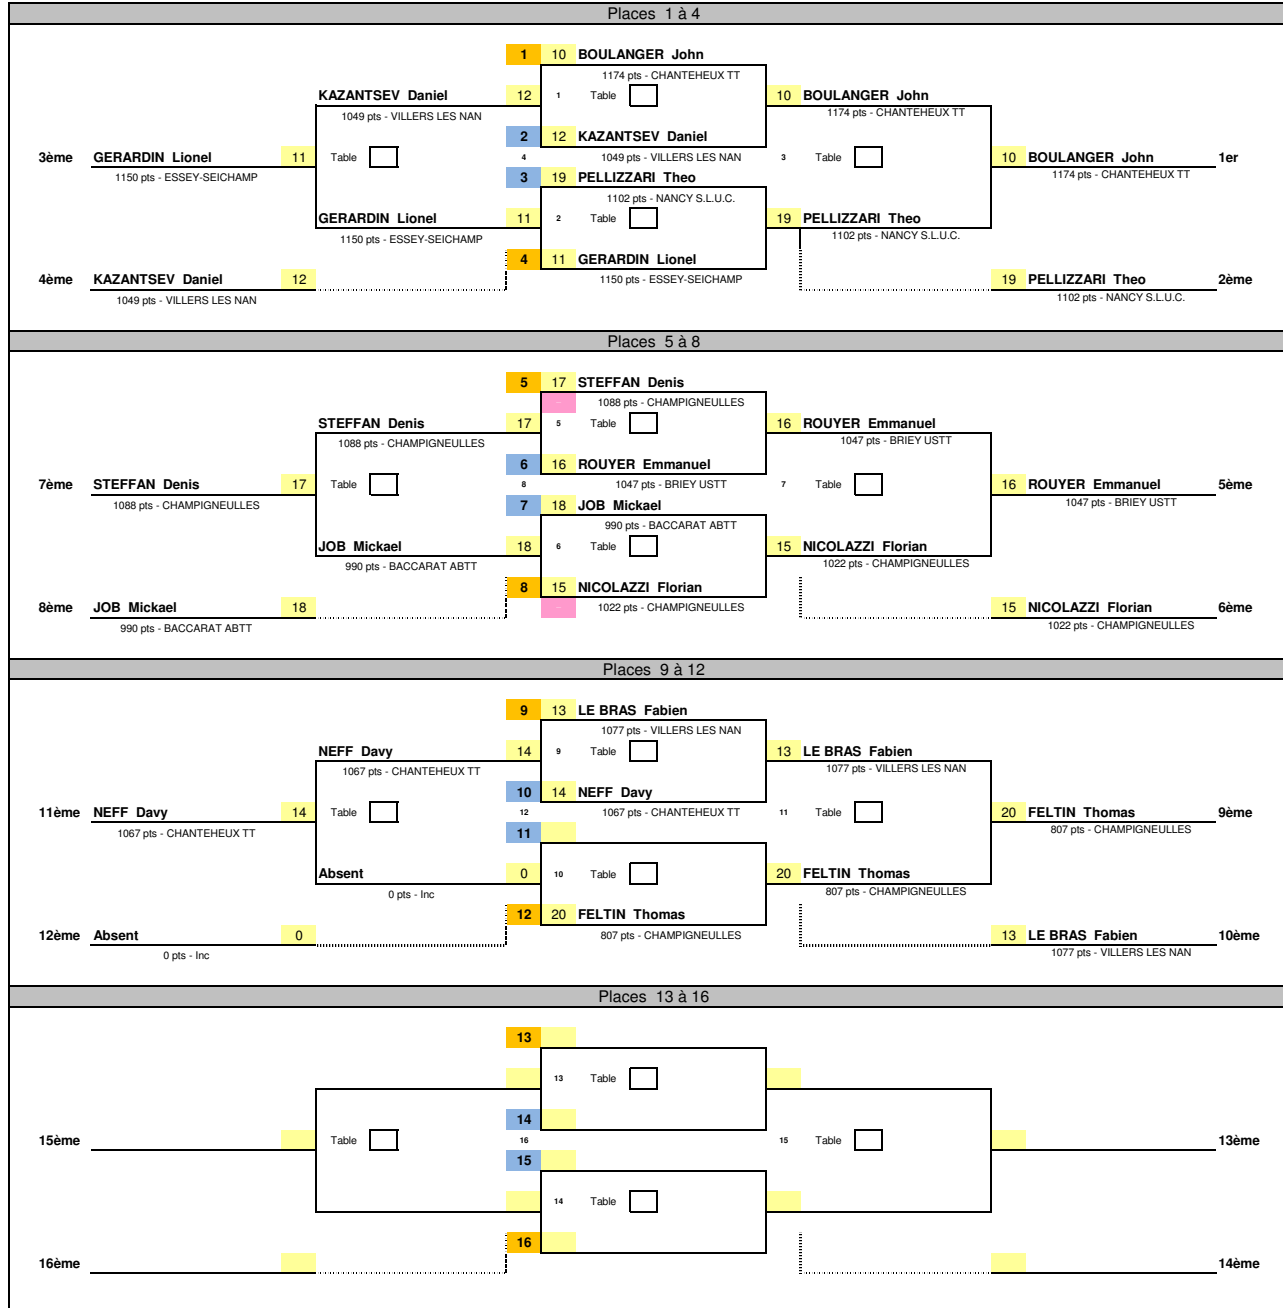 Places 1 à 4
1 10 BOULANGER John
1174 pts - CHANTEHEUX TT
KAZANTSEV Daniel 12 1 Table 10 BOULANGER John
1049 pts - VILLERS LES NAN 1174 pts - CHANTEHEUX TT
2 12 KAZANTSEV Daniel
3ème GERARDIN Lionel 11 Table 4 1049 pts - VILLERS LES NAN 3 Table 10 BOULANGER John 1er
1150 pts - ESSEY-SEICHAMP 3 19 PELLIZZARI Theo 1174 pts - CHANTEHEUX TT
1102 pts - NANCY S.L.U.C.
GERARDIN Lionel 11 2 Table 19 PELLIZZARI Theo
1150 pts - ESSEY-SEICHAMP 1102 pts - NANCY S.L.U.C.
4 11 GERARDIN Lionel
4ème KAZANTSEV Daniel 12 1150 pts - ESSEY-SEICHAMP 19 PELLIZZARI Theo 2ème
1049 pts - VILLERS LES NAN 1102 pts - NANCY S.L.U.C.
Places 5 à 8
5 17 STEFFAN Denis
1088 pts - CHAMPIGNEULLES
STEFFAN Denis 17 5 Table 16 ROUYER Emmanuel
1088 pts - CHAMPIGNEULLES 1047 pts - BRIEY USTT
6 16 ROUYER Emmanuel
7ème STEFFAN Denis 17 Table 8 1047 pts - BRIEY USTT 7 Table 16 ROUYER Emmanuel 5ème
1088 pts - CHAMPIGNEULLES 7 18 JOB Mickael 1047 pts - BRIEY USTT
990 pts - BACCARAT ABTT
JOB Mickael 18 6 Table 15 NICOLAZZI Florian
990 pts - BACCARAT ABTT 1022 pts - CHAMPIGNEULLES
8 15 NICOLAZZI Florian
8ème JOB Mickael 18 1022 pts - CHAMPIGNEULLES 15 NICOLAZZI Florian 6ème
990 pts - BACCARAT ABTT 1022 pts - CHAMPIGNEULLES
Places 9 à 12
9 13 LE BRAS Fabien
1077 pts - VILLERS LES NAN
NEFF Davy 14 9 Table 13 LE BRAS Fabien
1067 pts - CHANTEHEUX TT 1077 pts - VILLERS LES NAN
10 14 NEFF Davy
11ème NEFF Davy 14 Table 12 1067 pts - CHANTEHEUX TT 11 Table 20 FELTIN Thomas 9ème
1067 pts - CHANTEHEUX TT 11 807 pts - CHAMPIGNEULLES
Absent 0 10 Table 20 FELTIN Thomas
0 pts - Inc 807 pts - CHAMPIGNEULLES
12 20 FELTIN Thomas
12ème Absent 0 807 pts - CHAMPIGNEULLES 13 LE BRAS Fabien 10ème
0 pts - Inc 1077 pts - VILLERS LES NAN
Places 13 à 16
13
13 Table
14
15ème Table 16 15 Table 13ème
15
14 Table
16
16ème 14ème